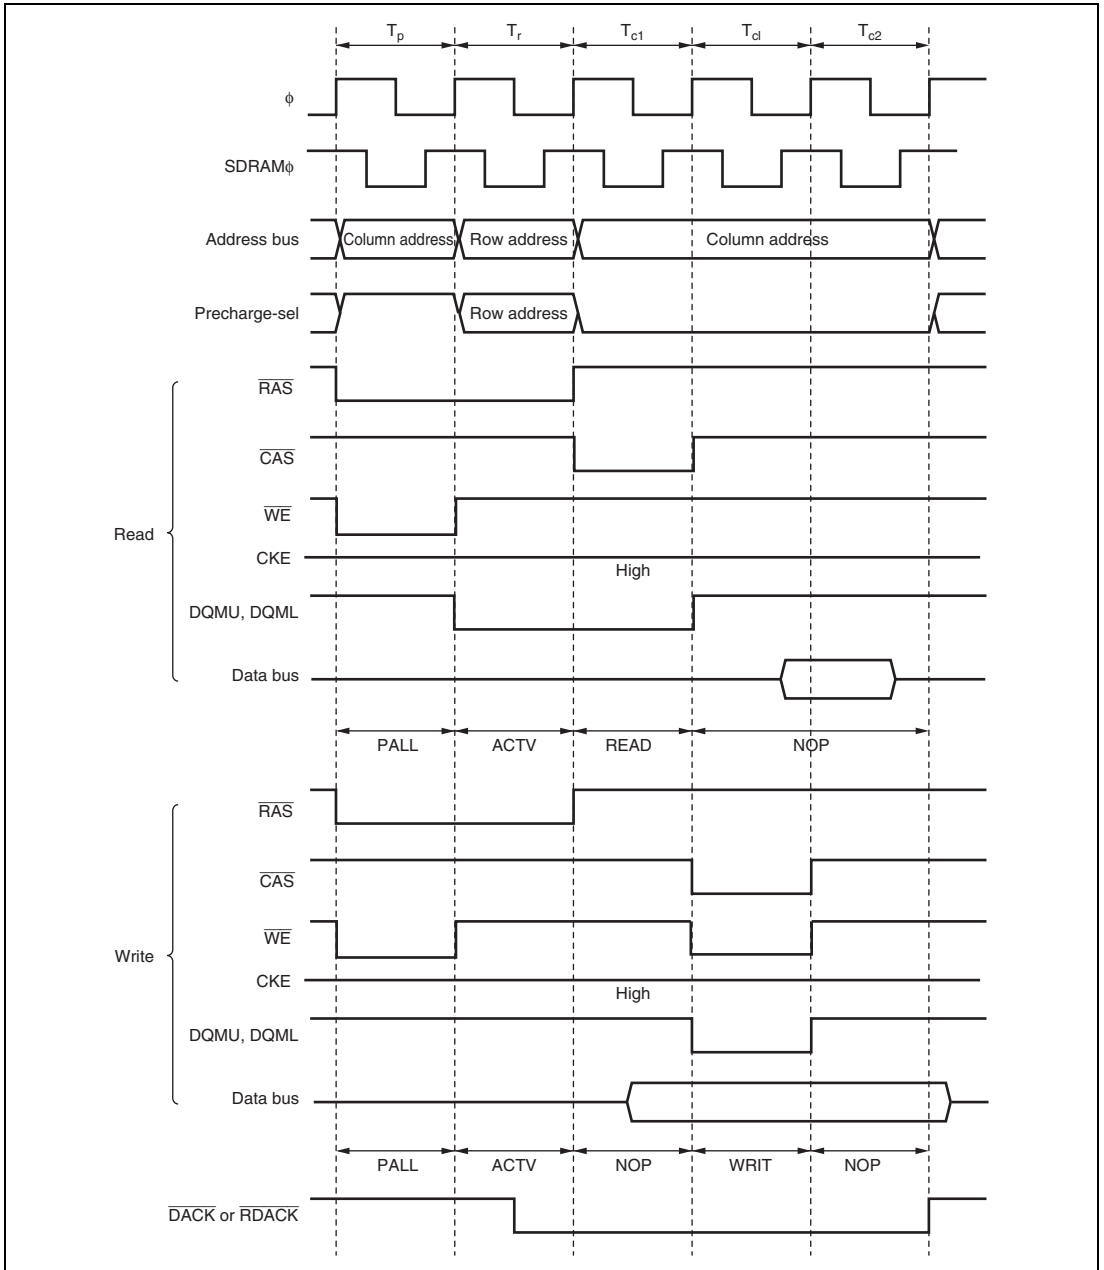 Tp Tr Tc1 Tcl Tc2
ϕ
SDRAMϕ
Address bus Column address Row address Column address
Precharge-sel Row address
Read
RAS
CAS
WE
CKE
High
DQMU, DQML
Data bus
PALL ACTV READ NOP
Write
RAS
CAS
WE
CKE
High
DQMU, DQML
Data bus
PALL ACTV NOP WRIT NOP
DACK or RDACK